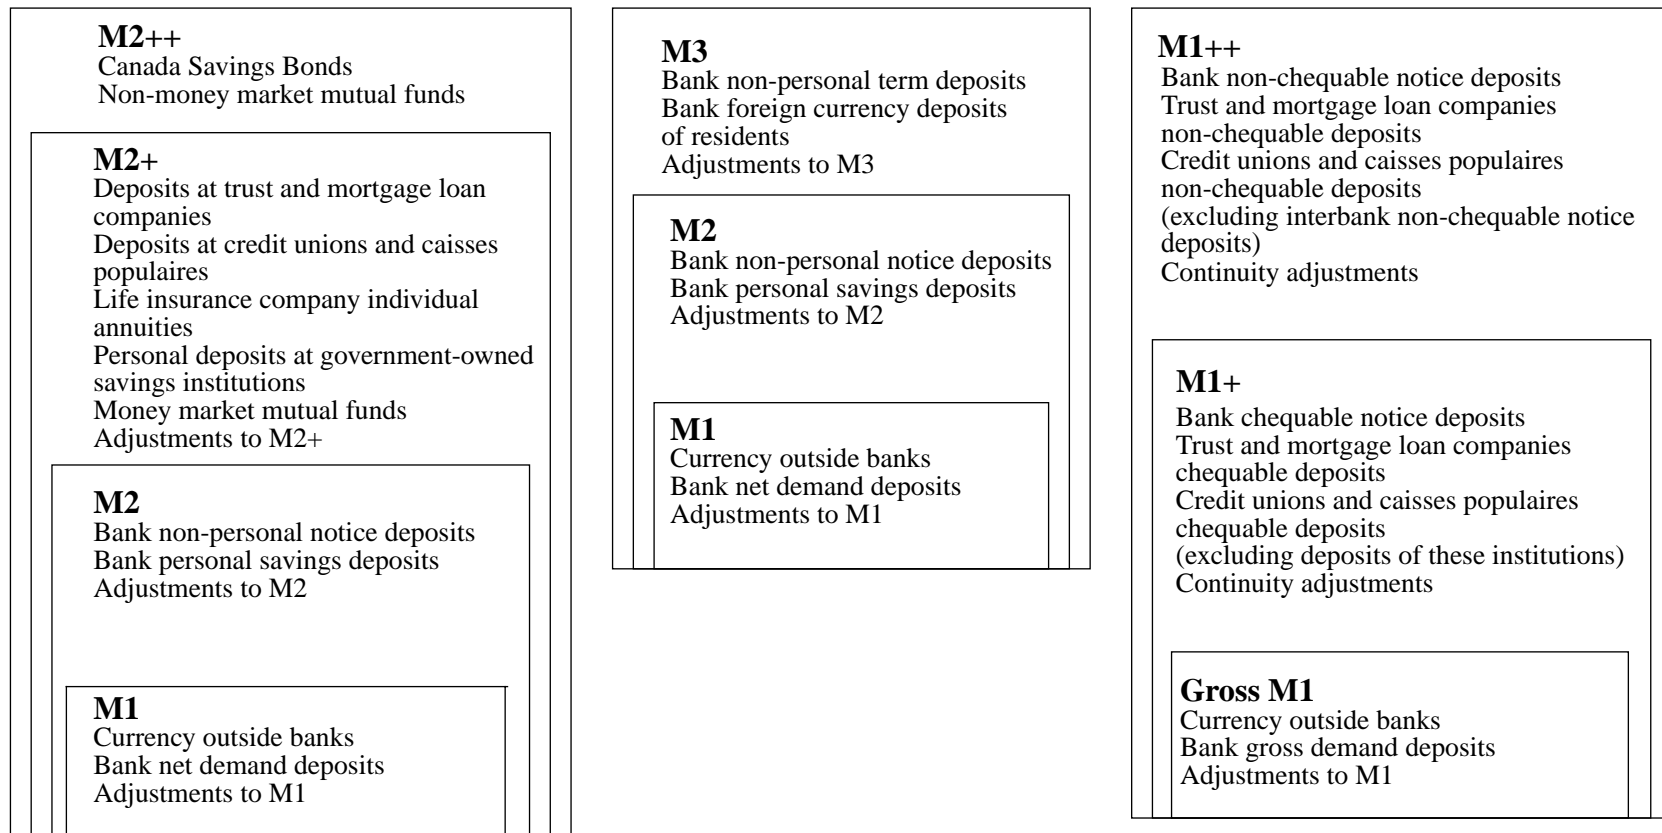 M2++
Canada Savings Bonds
Non-money market mutual funds
M2+
Deposits at trust and mortgage loan
companies
Deposits at credit unions and caisses
populaires
Life insurance company individual
annuities
Personal deposits at government-owned
savings institutions
Money market mutual funds
Adjustments to M2+
M2
Bank non-personal notice deposits
Bank personal savings deposits
Adjustments to M2
M1
Currency outside banks
Bank net demand deposits
Adjustments to M1
M3
Bank non-personal term deposits
Bank foreign currency deposits
of residents
Adjustments to M3
M2
Bank non-personal notice deposits
Bank personal savings deposits
Adjustments to M2
M1
Currency outside banks
Bank net demand deposits
Adjustments to M1
M1++
Bank non-chequable notice deposits
Trust and mortgage loan companies
non-chequable deposits
Credit unions and caisses populaires
non-chequable deposits
(excluding interbank non-chequable notice
deposits)
Continuity adjustments
M1+
Bank chequable notice deposits
Trust and mortgage loan companies
chequable deposits
Credit unions and caisses populaires
chequable deposits
(excluding deposits of these institutions)
Continuity adjustments
Gross M1
Currency outside banks
Bank gross demand deposits
Adjustments to M1